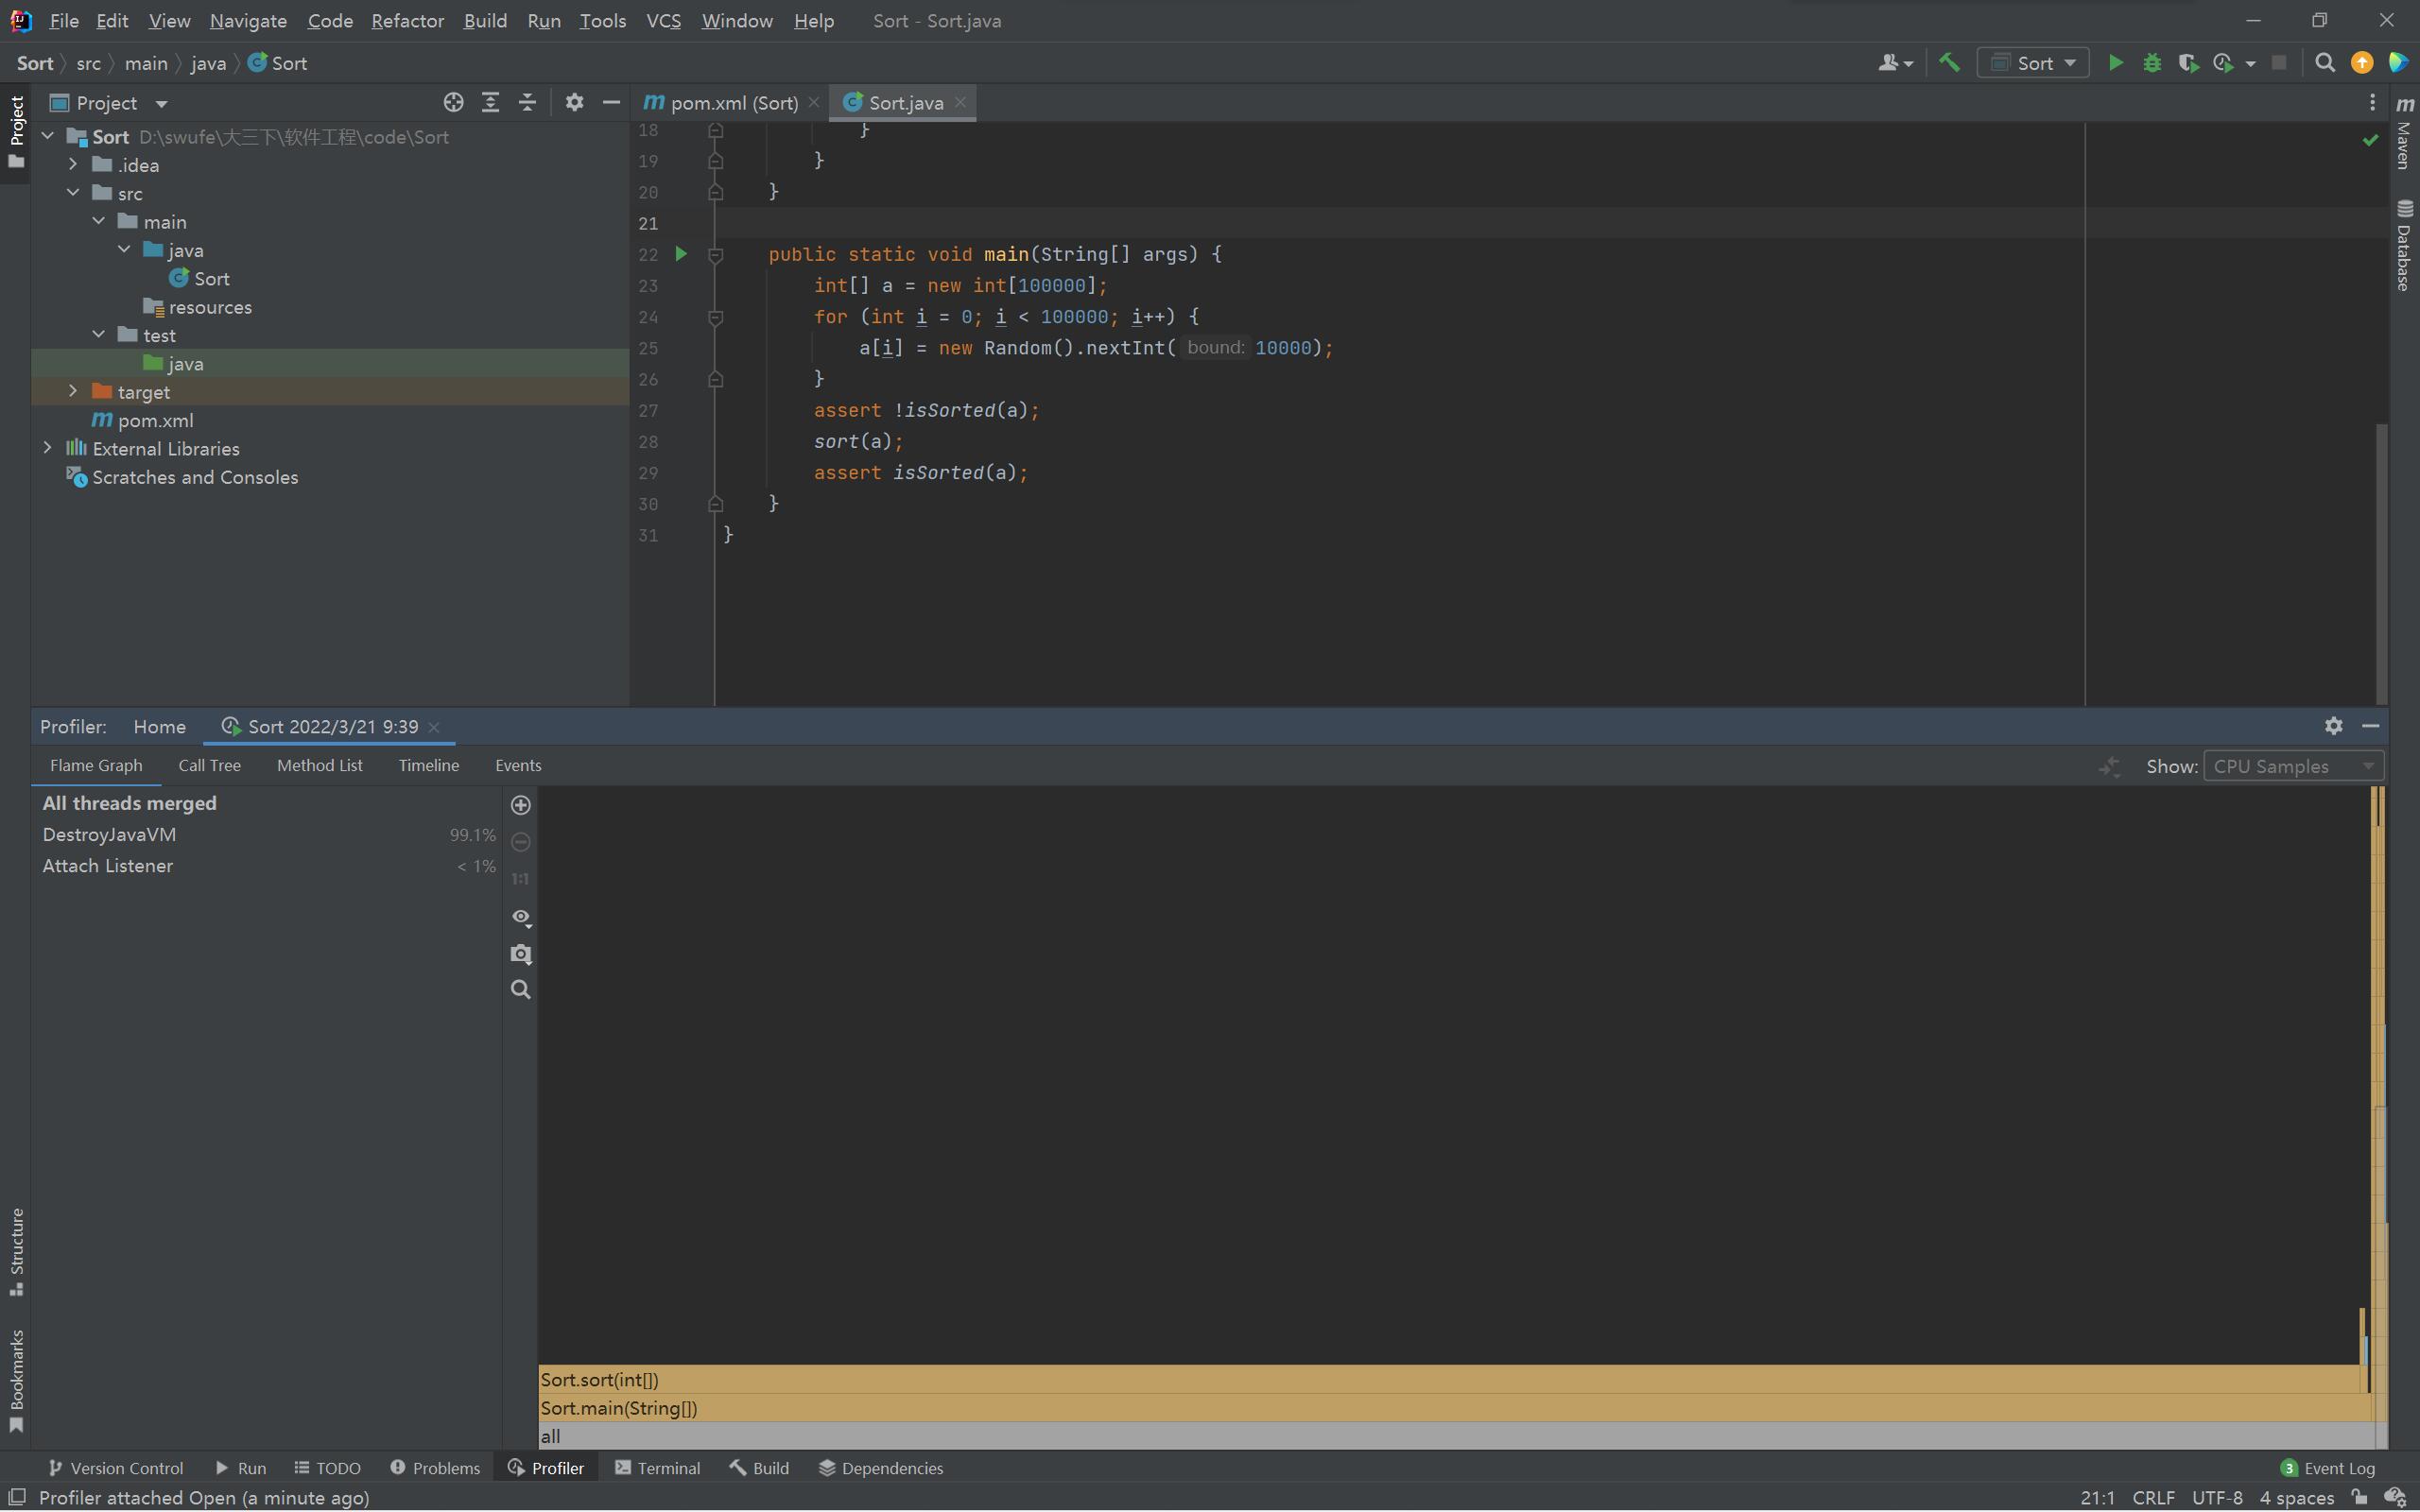 File Edit View Navigate Code Refactor Build Run Tools VCS Window Help Sort - Sort.java
Sort src main java Sort
Sort
Project
Project
pom.xml (Sort)
Sort.java
Maven
Database
Sort D:\swufe\大三下\软件工程\code\Sort
.idea
src
main
java
Sort
resources
test
java
target
pom.xml
External Libraries
Scratches and Consoles
18 }
19 }
20 }
21
22 public static void main(String[] args) {
23 int[] a = new int[100000];
24 for (int i = 0; i < 100000; i++) {
25 a[i] = new Random().nextInt( bound: 10000);
26 }
27 assert !isSorted(a);
28 sort(a);
29 assert isSorted(a);
30 }
31 }
Profiler: Home Sort 2022/3/21 9:39
Flame Graph Call Tree Method List Timeline Events Show: CPU Samples
All threads merged
DestroyJavaVM 99.1%
Attach Listener < 1%
1:1
Structure
Bookmarks
Sort.sort(int[])
Sort.main(String[])
all
Version Control Run TODO Problems Profiler Terminal Build Dependencies 3 Event Log
Profiler attached Open (a minute ago) 21:1 CRLF UTF-8 4 spaces